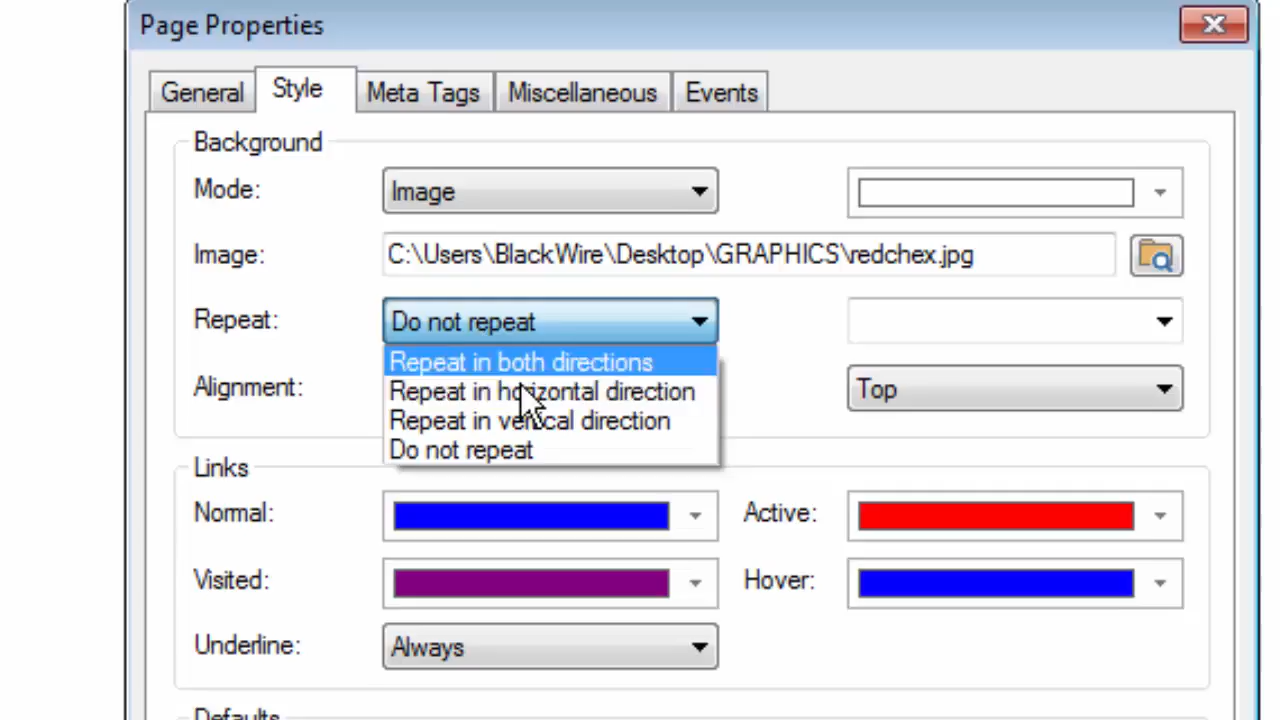 Page Properties
General Style Meta Tags Miscellaneous Events
Background
Mode: Image
Image: C:\Users\BlackWire\Desktop\GRAPHICS\redchex.jpg
Repeat: Do not repeat
Repeat in both directions
Alignment: Repeat in horizontal direction Top
Repeat in vertical direction
Do not repeat
Links
Normal: Active:
Visited: Hover:
Underline: Always
Defaults